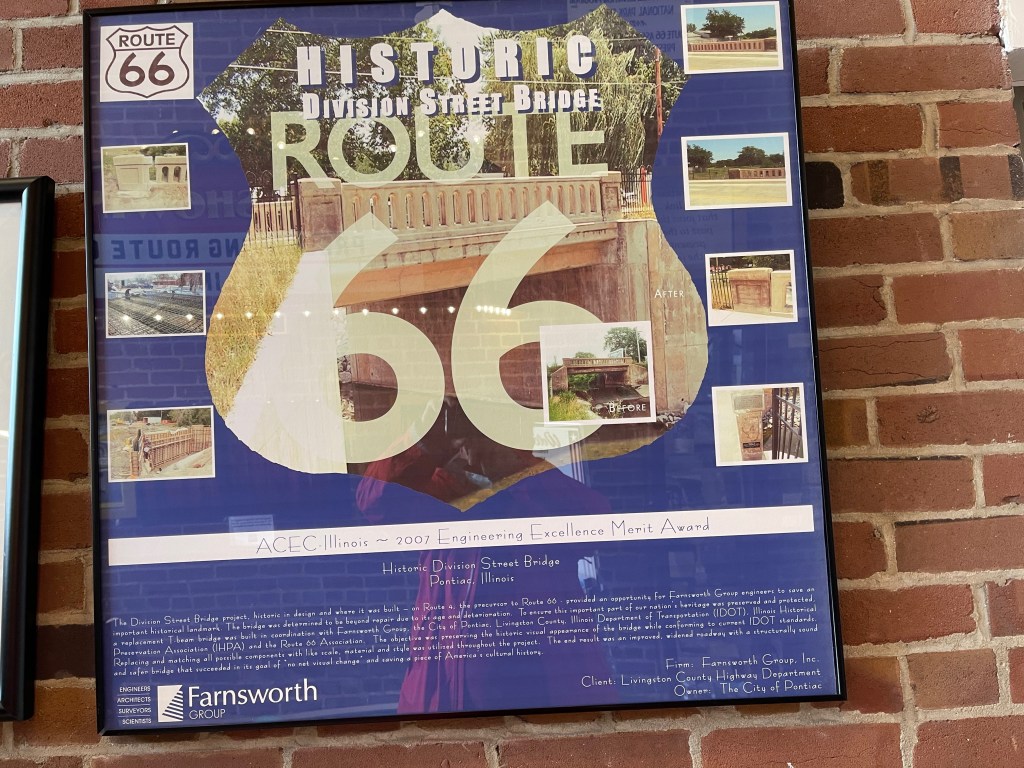 ROUTE
66
HISTORIC
DIVISION STREET BRIDGE
ROUTE
66
AFTER
BEFORE
ACEC-Illinois ~ 2007 Engineering Excellence Merit Award
Historic Division Street Bridge
Pontiac, Illinois
The Division Street Bridge project, historic in design and where it was built - on Route 4, the precursor to Route 66 - provided an opportunity for Farnsworth Group engineers to save an
important historical landmark. The bridge was determined to be beyond repair due to its age and deterioration. To ensure this important part of our nation's heritage was preserved and protected,
a replacement T-beam bridge was built in coordination with Farnsworth Group, the City of Pontiac, Livingston County, Illinois Department of Transportation (IDOT), Illinois Historical
Preservation Association (IHPA) and the Route 66 Association. The objective was preserving the historic visual appearance of the bridge while conforming to current IDOT standards.
Replacing and matching all possible components with like scale, material and style was utilized throughout the project. The end result was an improved, widened roadway with a structurally sound
and safer bridge that succeeded in its goal of "no net visual change" and saving a piece of America's cultural history.
Firm: Farnsworth Group, Inc.
Client: Livingston County Highway Department
Owner: The City of Pontiac
ENGINEERS
ARCHITECTS
SURVEYORS
SCIENTISTS
Farnsworth
GROUP